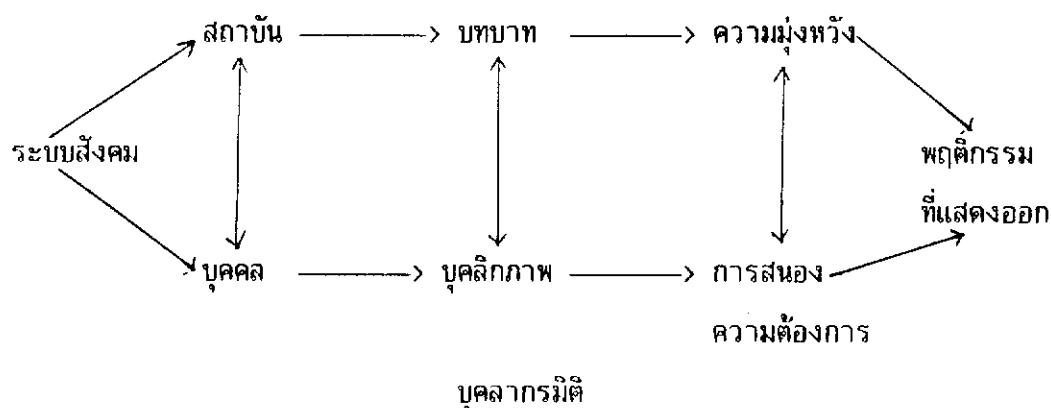 สถาบัน บทบาท ความมุ่งหวัง
ระบบสังคม พฤติกรรม
ที่แสดงออก
บุคคล บุคลิกภาพ การสนอง
ความต้องการ
บุคลากรมิติ